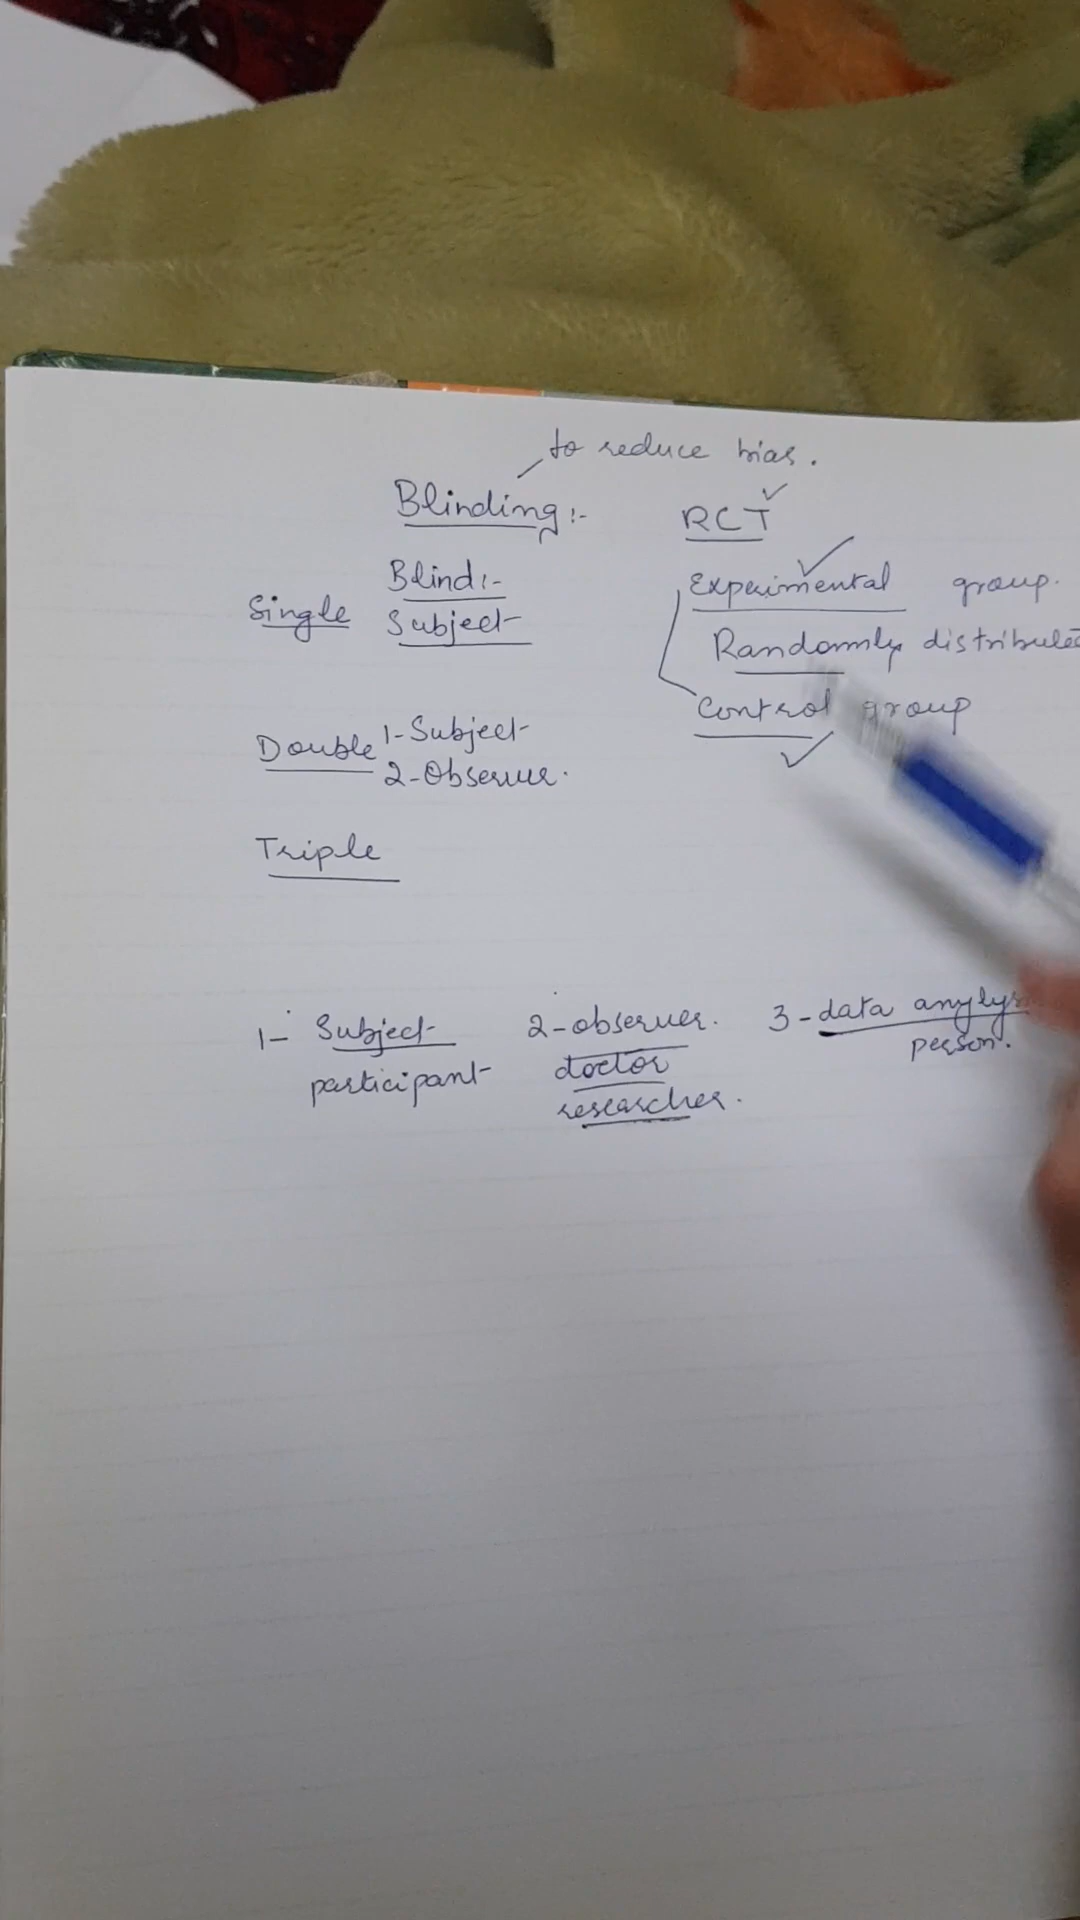 to reduce bias.
Blinding :-
RCT
Blind :-
Single Subject
Experimental group.
Randomly distributed
Control group
Double 1-Subject
2-Observer.
Triple
1- Subject 2-observer. 3-data
participant doctor person.
researcher.